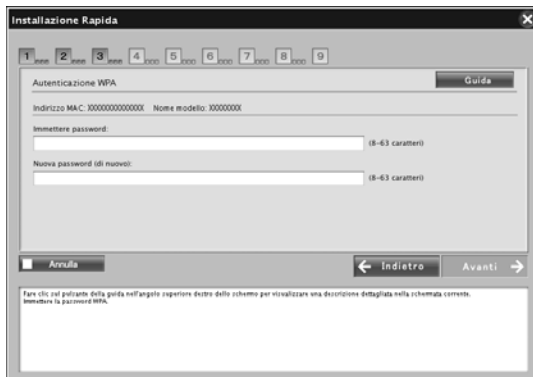 Installazione Rapida
1 2 3 4 5 6 7 8 9
Autenticazione WPA
Guida
Indirizzo MAC: XXXXXXXXXXXXXX Nome modello: XXXXXXXX
Immettere password:
(8-63 caratteri)
Nuova password (di nuovo):
(8-63 caratteri)
Annulla
Indietro
Avanti
Fare clic sul pulsante della guida nell'angolo superiore destro dello schermo per visualizzare una descrizione dettagliata nella schermata corrente.
Immettere la password WPA.